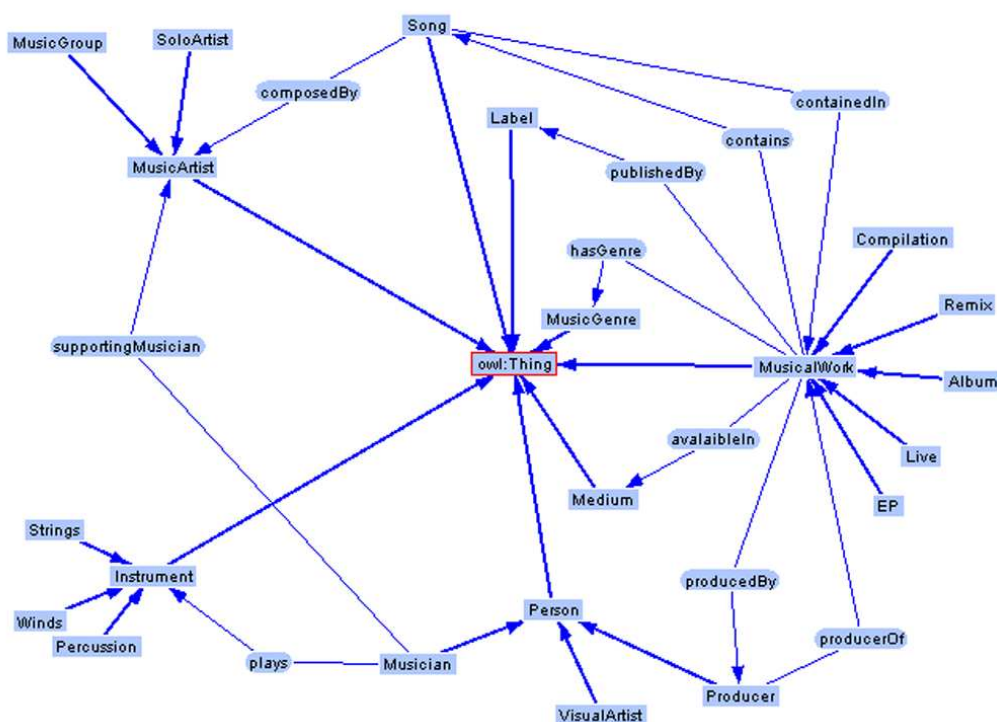 Song
MusicGroup
SoloArtist
composedBy
containedIn
Label
contains
MusicArtist
publishedBy
Compilation
hasGenre
Remix
MusicGenre
supportingMusician
owl:Thing
MusicalWork
Album
avalaibleIn
Live
Medium
EP
Strings
Instrument
producedBy
Person
Winds
Percussion
producerOf
plays
Musician
Producer
VisualArtist